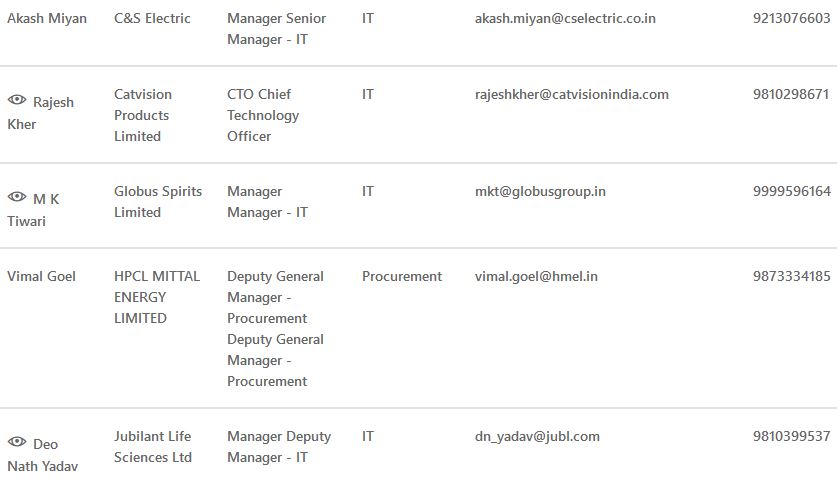 Akash Miyan C&S Electric Manager Senior IT akash.miyan@cselectric.co.in 9213076603
Manager - IT
Catvision CTO Chief IT rajeshkher@catvisionindia.com 9810298671
Rajesh Products Technology
Kher Limited Officer
M K Globus Spirits Manager IT mkt@globusgroup.in 9999596164
Tiwari Limited Manager - IT
Vimal Goel HPCL MITTAL Deputy General Procurement vimal.goel@hmel.in 9873334185
ENERGY Manager -
LIMITED Procurement
Deputy General
Manager -
Procurement
Deo Jubilant Life Manager Deputy IT dn_yadav@jubl.com 9810399537
Nath Yadav Sciences Ltd Manager - IT